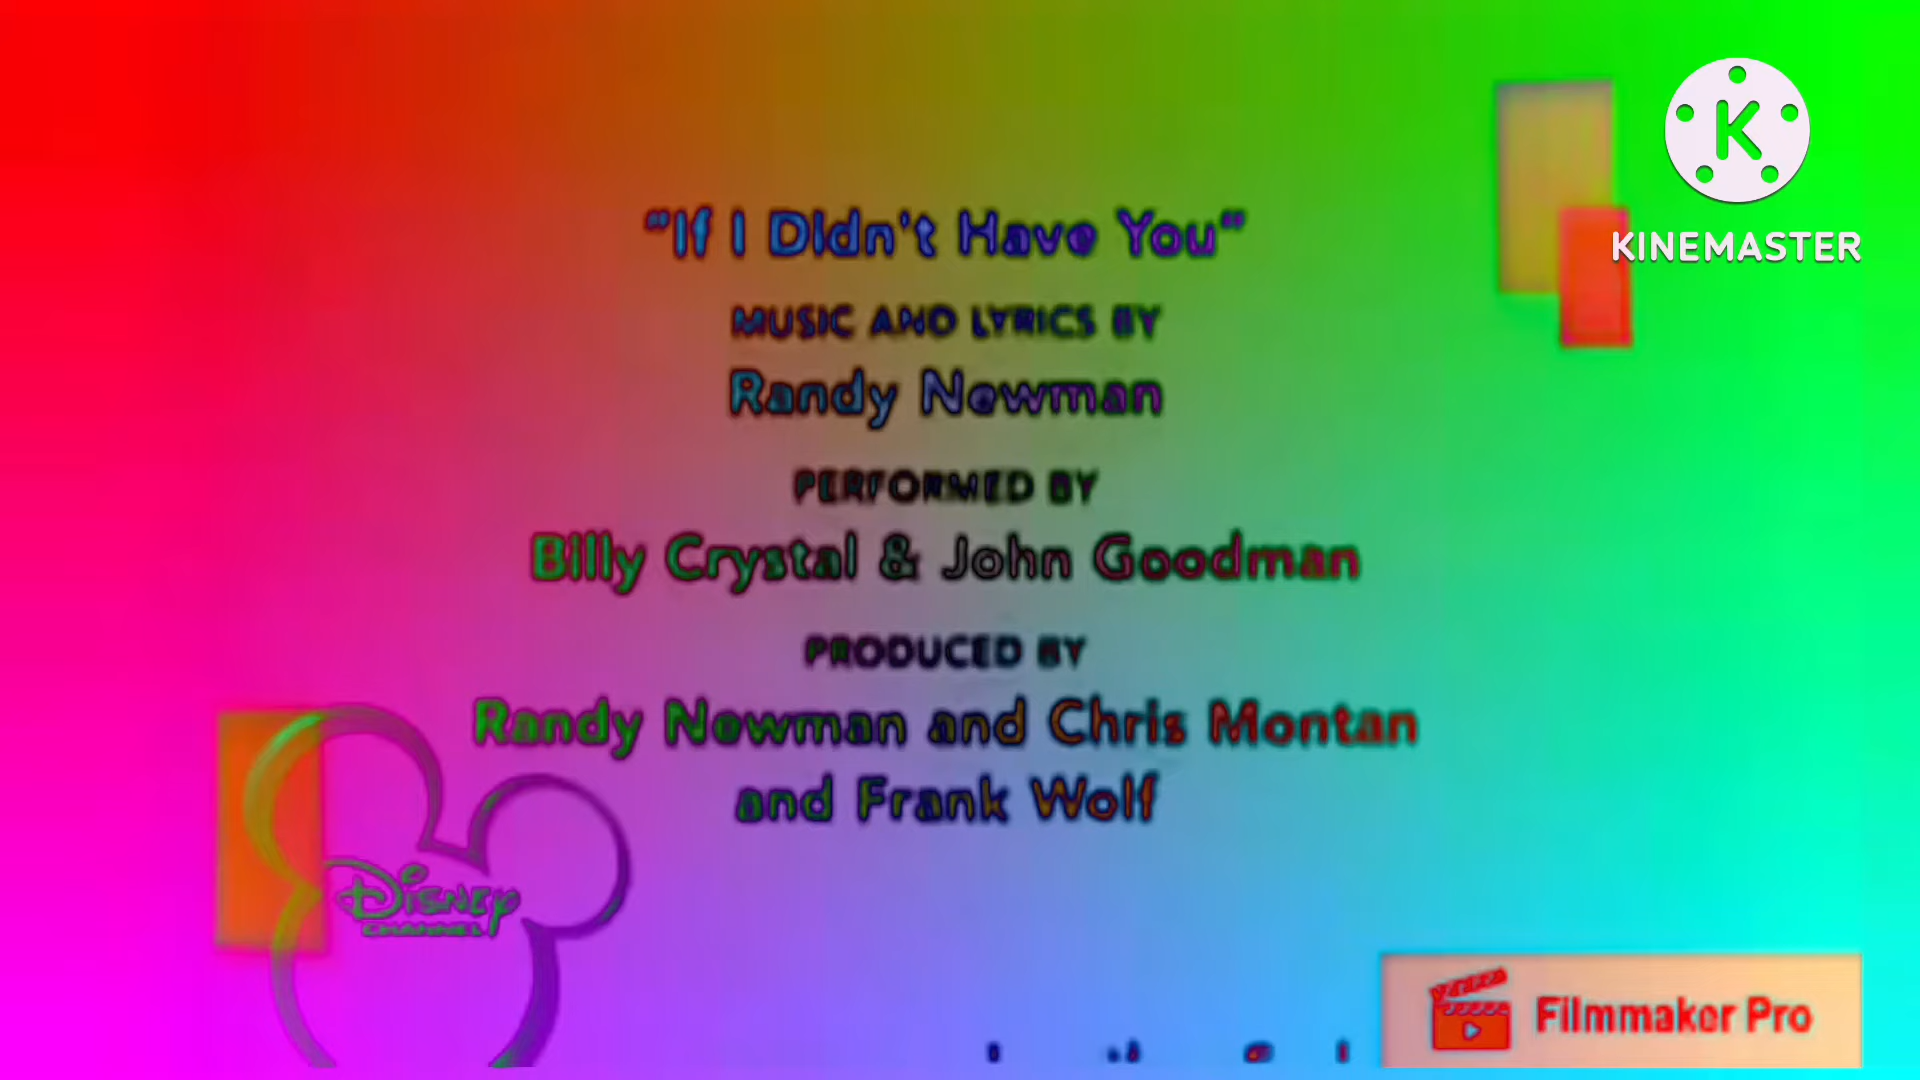 KINEMASTER
"If I Didn't Have You"
MUSIC AND LYRICS BY
Randy Newman
PERFORMED BY
Billy Crystal & John Goodman
PRODUCED BY
Randy Newman and Chris Montan
and Frank Wolf
Disney
CHANNEL
Filmmaker Pro